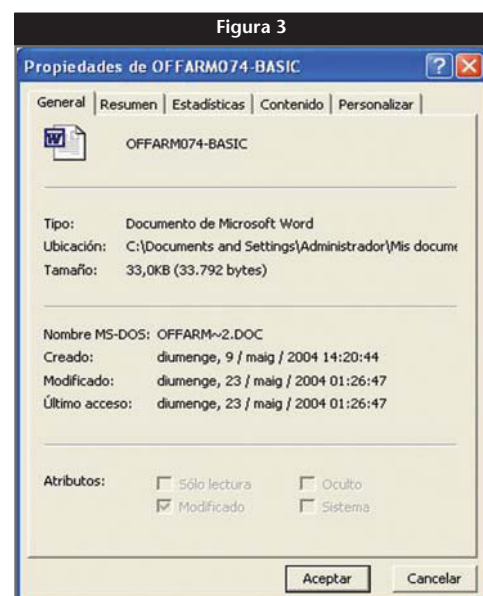 Figura 3
Propiedades de OFFARM074-BASIC
General Resumen Estadísticas Contenido Personalizar
OFFARM074-BASIC
Tipo: Documento de Microsoft Word
Ubicación: C:\Documents and Settings\Administrador\Mis docume
Tamaño: 33,0KB (33.792 bytes)
Nombre MS-DOS: OFFARM~2.DOC
Creado: diumenge, 9 / maig / 2004 14:20:44
Modificado: diumenge, 23 / maig / 2004 01:26:47
Último acceso: diumenge, 23 / maig / 2004 01:26:47
Atributos: Sólo lectura Oculto
Modificado Sistema
Aceptar Cancelar